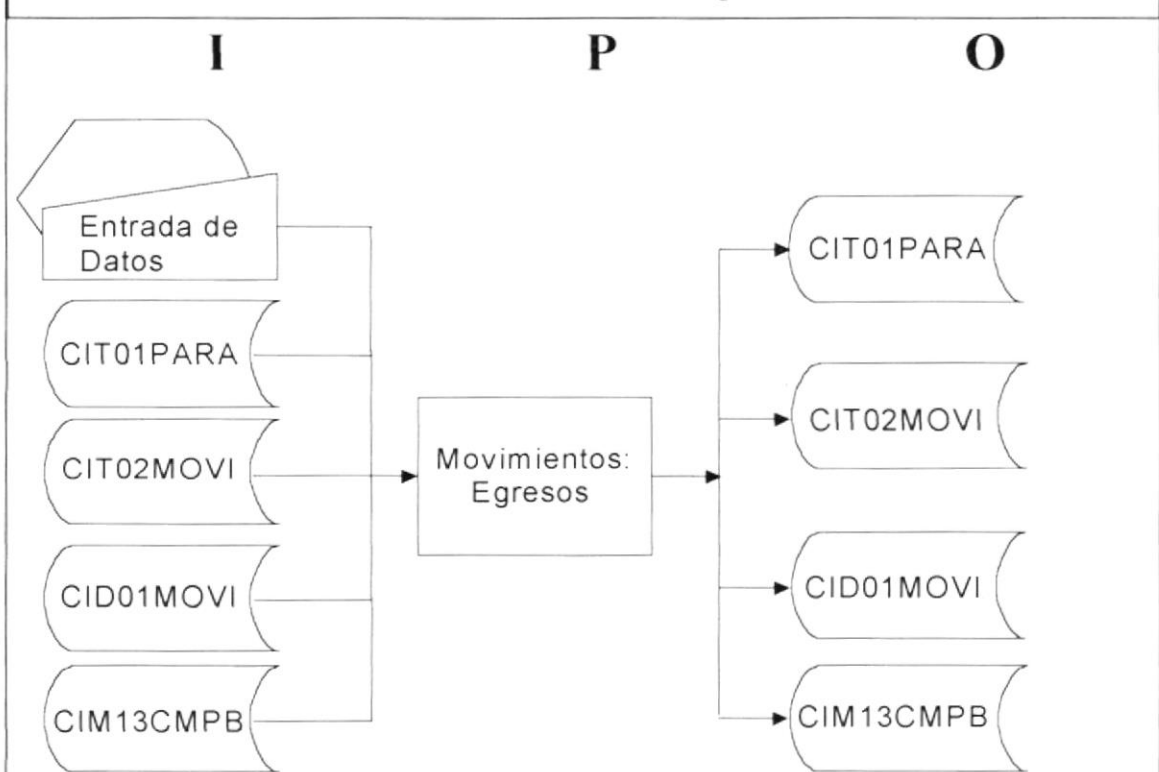 I P O
Entrada de
Datos
CIT01PARA
CIT02MOVI
CID01MOVI
CIM13CMPB
Movimientos:
Egresos
CIT01PARA
CIT02MOVI
CID01MOVI
CIM13CMPB